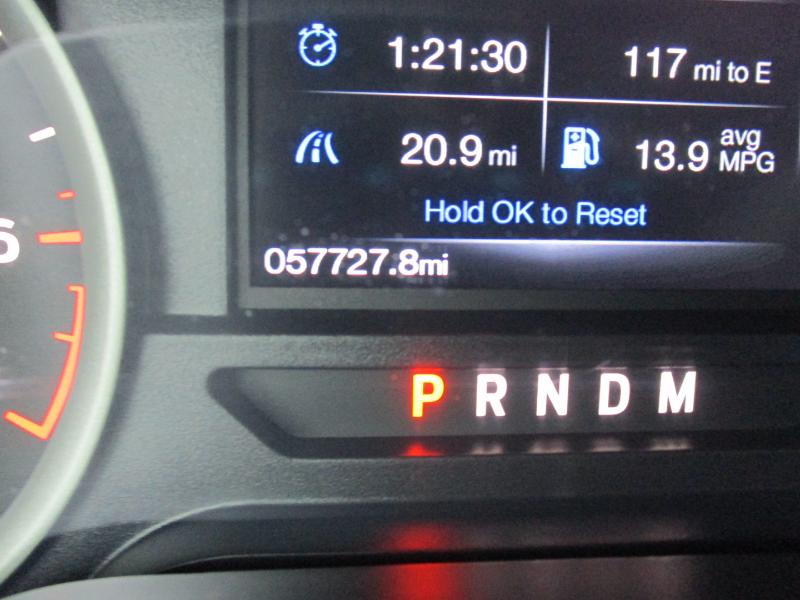 1:21:30
117 mi to E
20.9 mi
13.9 avg MPG
Hold OK to Reset
057727.8mi
6
P R N D M